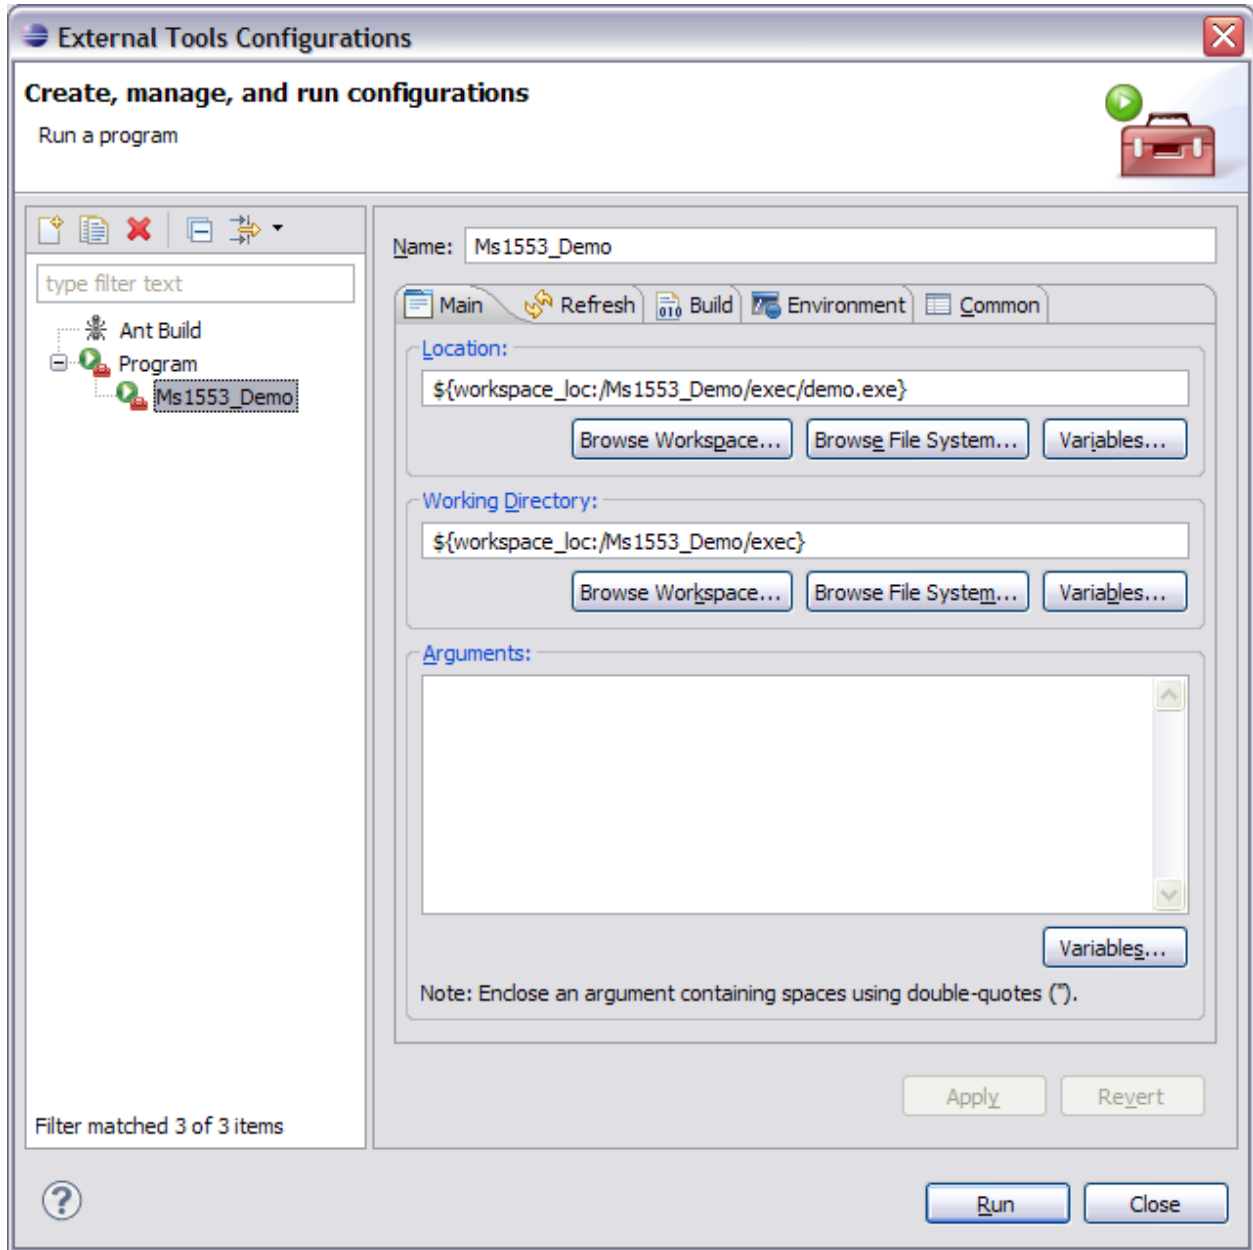 External Tools Configurations
Create, manage, and run configurations
Run a program
type filter text
Ant Build
Program
Ms1553_Demo
Filter matched 3 of 3 items
Name: Ms1553_Demo
Main Refresh 010 Build Environment Common
Location:
${workspace_loc:/Ms1553_Demo/exec/demo.exe}
Browse Workspace... Browse File System... Variables...
Working Directory:
${workspace_loc:/Ms1553_Demo/exec}
Browse Workspace... Browse File System... Variables...
Arguments:
Variables...
Note: Enclose an argument containing spaces using double-quotes (").
Apply Revert
? Run Close